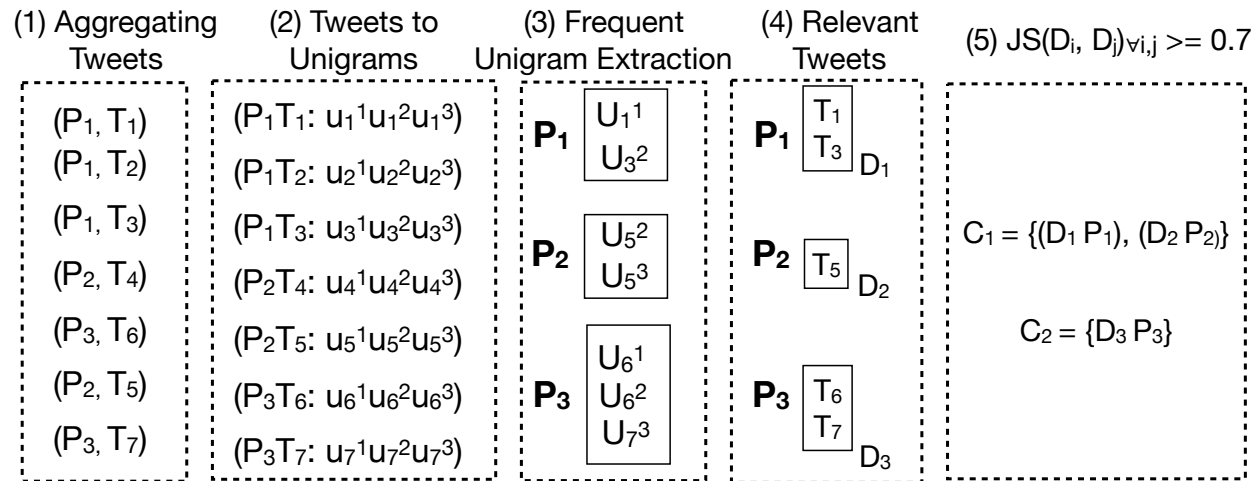 (1) Aggregating
Tweets
(P₁, T₁)
(P₁, T₂)
(P₁, T₃)
(P₂, T₄)
(P₃, T₆)
(P₂, T₅)
(P₃, T₇)
(2) Tweets to
Unigrams
(P₁T₁: u₁¹u₁²u₁³)
(P₁T₂: u₂¹u₂²u₂³)
(P₁T₃: u₃¹u₃²u₃³)
(P₂T₄: u₄¹u₄²u₄³)
(P₂T₅: u₅¹u₅²u₅³)
(P₃T₆: u₆¹u₆²u₆³)
(P₃T₇: u₇¹u₇²u₇³)
(3) Frequent
Unigram Extraction
P₁
U₁¹
U₃²
P₂
U₅²
U₅³
P₃
U₆¹
U₆²
U₇³
(4) Relevant
Tweets
P₁
T₁
T₃
D₁
P₂
T₅
D₂
P₃
T₆
T₇
D₃
(5) JS(Dᵢ, Dⱼ)∀i,j >= 0.7
C₁ = {(D₁ P₁), (D₂ P₂)}
C₂ = {D₃ P₃}